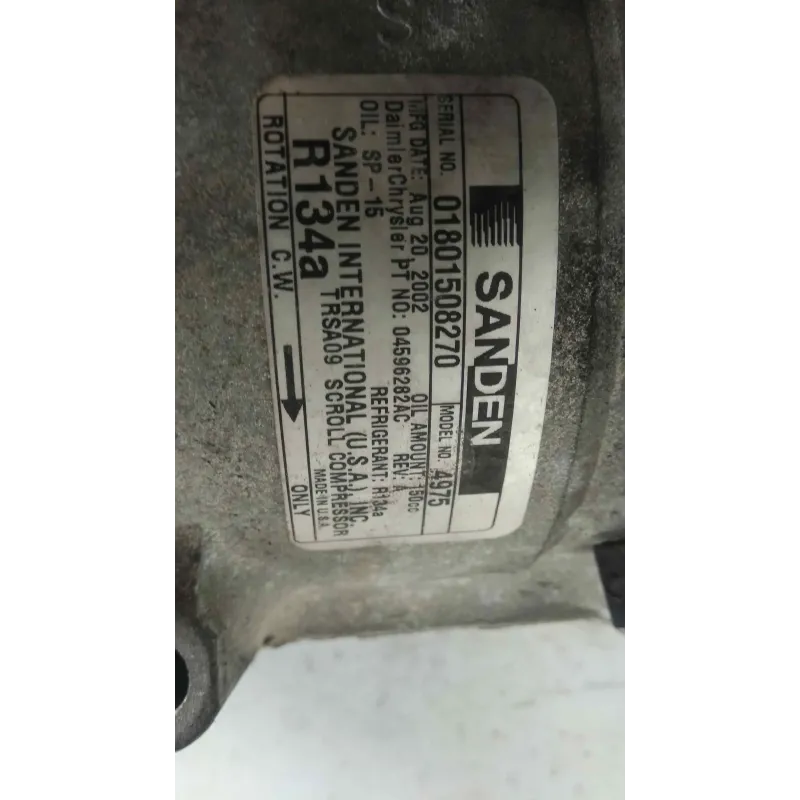 S
SANDEN
SERIAL NO. 01801508270 MODEL NO. 4975
MFG DATE: Aug 20, 2002 OIL AMOUNT: 150cc
DaimlerChrysler PT NO: 04596282AC REV: A
OIL: SP-15 REFRIGERANT: R134a
SANDEN INTERNATIONAL (U.S.A.), INC.
R134a TRSA09 SCROLL COMPRESSOR
MADE IN U.S.A.
ROTATION C.W. ONLY